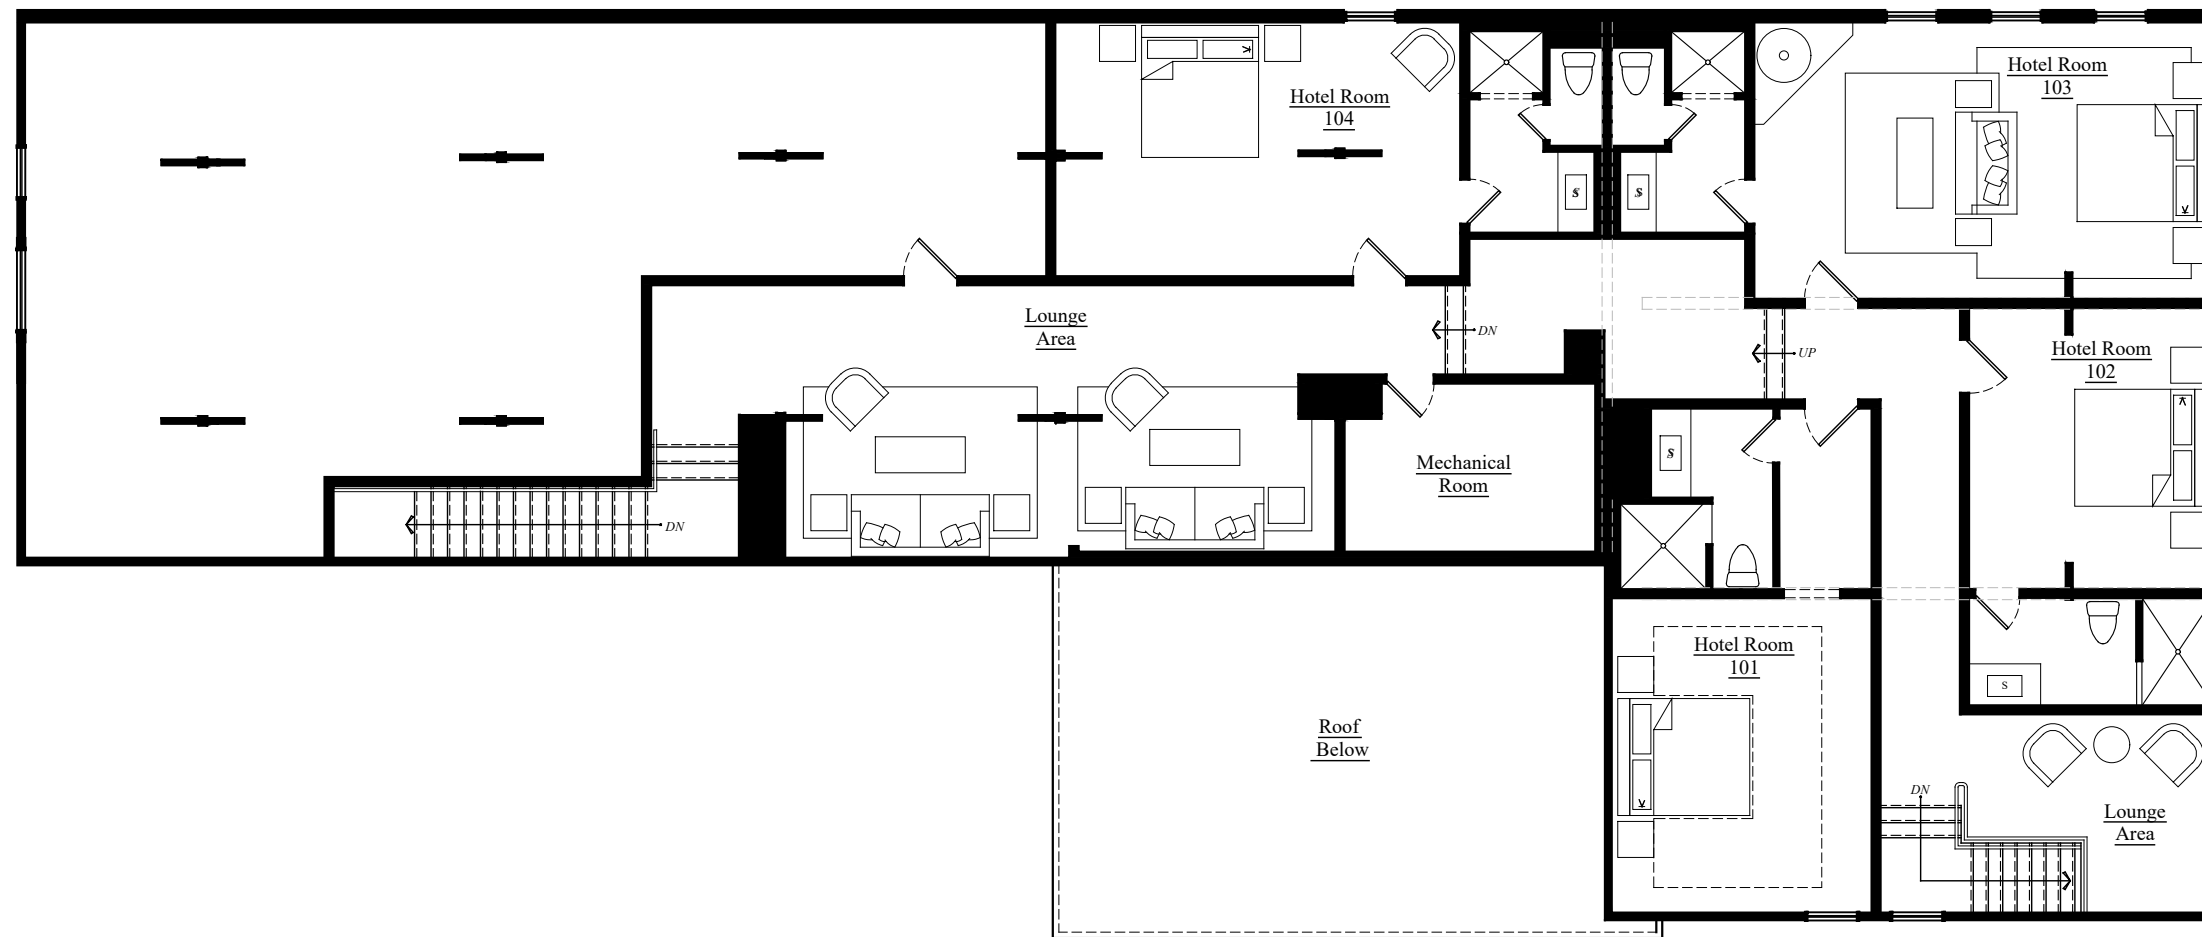 Hotel Room
103
Hotel Room
104
S
S
Lounge
Area
DN
UP
Hotel Room
102
S
Mechanical
Room
DN
Hotel Room
101
S
Roof
Below
DN
Lounge
Area